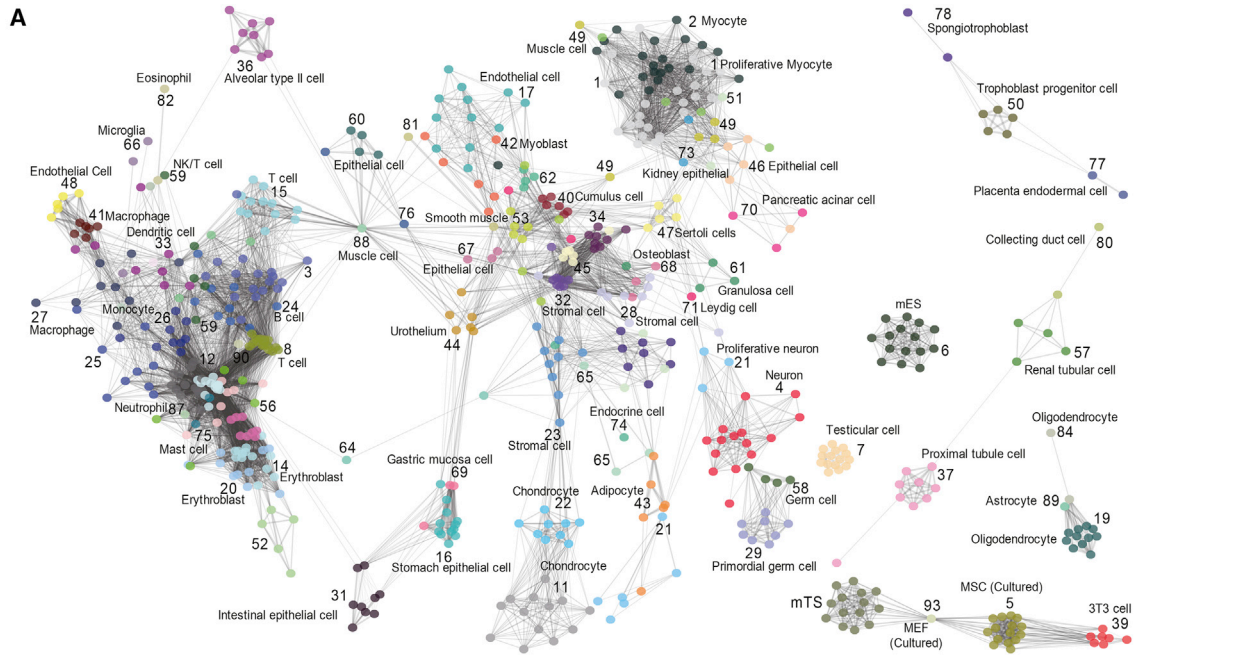 A
36
Alveolar type II cell
Eosinophil
82
Microglia
66
NK/T cell
59
Endothelial Cell
48
41 Macrophage
Dendritic cell
33
T cell
15
60
Epithelial cell
81
Endothelial cell
17
42 Myoblast
62
49
Muscle cell
2 Myocyte
1
1 Proliferative Myocyte
51
49
73
Kidney epithelial
46 Epithelial cell
49
40 Cumulus cell
34
Smooth muscle 53
76
88
Muscle cell
67
Epithelial cell
45
32
Stromal cell
47 Sertoli cells
70
Pancreatic acinar cell
Osteoblast
68
61
Granulosa cell
71 Leydig cell
28
Stromal cell
3
24
B cell
8
T cell
27
Macrophage
Monocyte
26
59
25
12
90
Neutrophil 87
56
75
Mast cell
14
Erythroblast
20
Erythroblast
52
64
Urothelium
44
65
23
Stromal cell
Endocrine cell
74
65
Proliferative neuron
21
Neuron
4
Gastric mucosa cell
69
16
Stomach epithelial cell
31
Intestinal epithelial cell
Chondrocyte
22
Chondrocyte
11
Adipocyte
43
21
58
Germ cell
29
Primordial germ cell
Testicular cell
7
78
Spongiotrophoblast
Trophoblast progenitor cell
50
77
Placenta endodermal cell
Collecting duct cell
80
mES
6
57
Renal tubular cell
Proximal tubule cell
37
Oligodendrocyte
84
Astrocyte 89
19
Oligodendrocyte
mTS
93
MEF
(Cultured)
MSC (Cultured)
5
3T3 cell
39